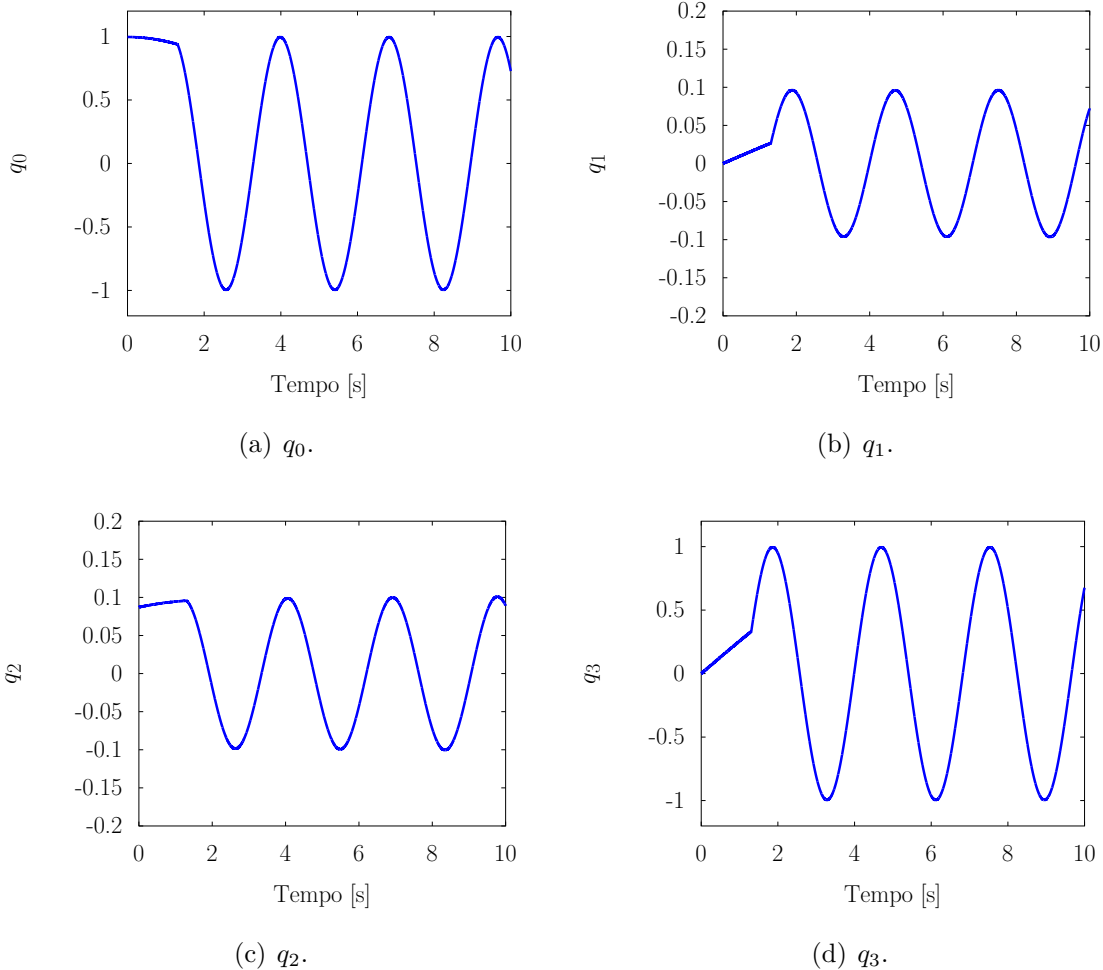 1
0.5
0
-0.5
-1
q₀
0 2 4 6 8 10
Tempo [s]
(a) q₀.
0.2
0.15
0.1
0.05
0
-0.05
-0.1
-0.15
-0.2
q₁
0 2 4 6 8 10
Tempo [s]
(b) q₁.
0.2
0.15
0.1
0.05
0
-0.05
-0.1
-0.15
-0.2
q₂
0 2 4 6 8 10
Tempo [s]
(c) q₂.
1
0.5
0
-0.5
-1
q₃
0 2 4 6 8 10
Tempo [s]
(d) q₃.